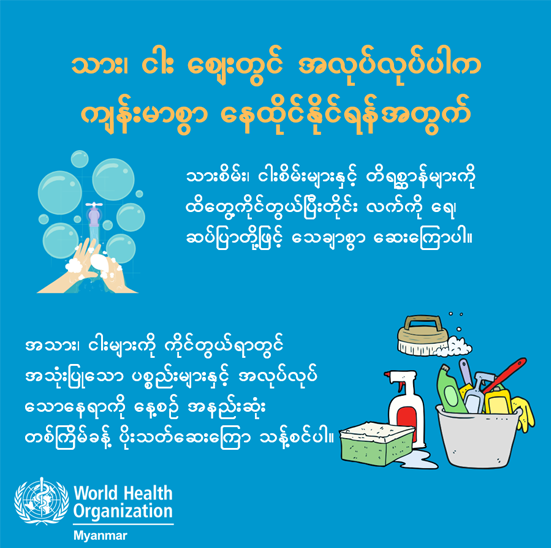 သား၊ ငါး ဈေးတွင် အလုပ်လုပ်ပါက
ကျန်းမာစွာ နေထိုင်နိုင်ရန်အတွက်
သားစိမ်း၊ ငါးစိမ်းများနှင့် တိရစ္ဆာန်များကို
ထိတွေ့ကိုင်တွယ်ပြီးတိုင်း လက်ကို ရေ၊
ဆပ်ပြာတို့ဖြင့် သေချာစွာ ဆေးကြောပါ။
အသား၊ ငါးများကို ကိုင်တွယ်ရာတွင်
အသုံးပြုသော ပစ္စည်းများနှင့် အလုပ်လုပ်
သောနေရာကို နေ့စဉ် အနည်းဆုံး
တစ်ကြိမ်ခန့် ပိုးသတ်ဆေးကြော သန့်စင်ပါ။
World Health
Organization
Myanmar